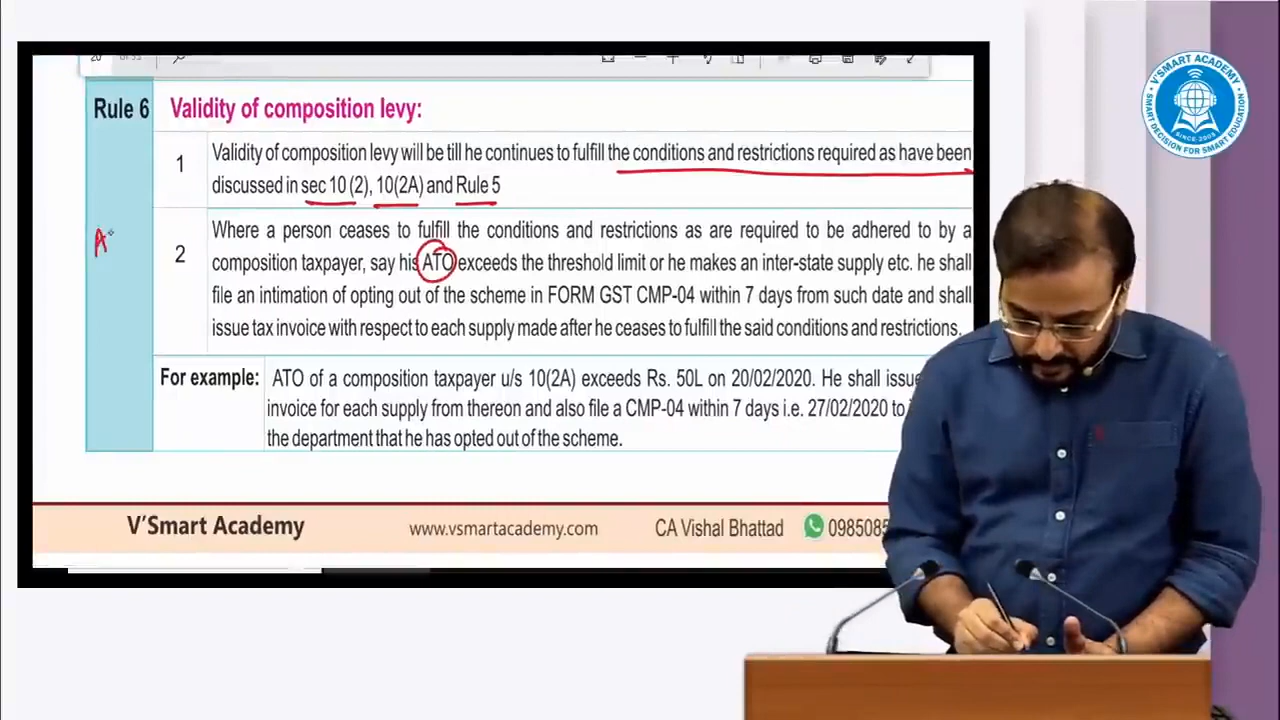 V'SMART ACADEMY
SMART DECISION FOR SMART EDUCATION
SINCE 2003
20 of 51
Rule 6
Validity of composition levy:
1
Validity of composition levy will be till he continues to fulfill the conditions and restrictions required as have been
discussed in sec 10 (2), 10(2A) and Rule 5
A
2
Where a person ceases to fulfill the conditions and restrictions as are required to be adhered to by a
composition taxpayer, say his ATO exceeds the threshold limit or he makes an inter-state supply etc. he shall
file an intimation of opting out of the scheme in FORM GST CMP-04 within 7 days from such date and shall
issue tax invoice with respect to each supply made after he ceases to fulfill the said conditions and restrictions.
For example:
ATO of a composition taxpayer u/s 10(2A) exceeds Rs. 50L on 20/02/2020. He shall issue
invoice for each supply from thereon and also file a CMP-04 within 7 days i.e. 27/02/2020 to
the department that he has opted out of the scheme.
V'Smart Academy
www.vsmartacademy.com
CA Vishal Bhattad
098508